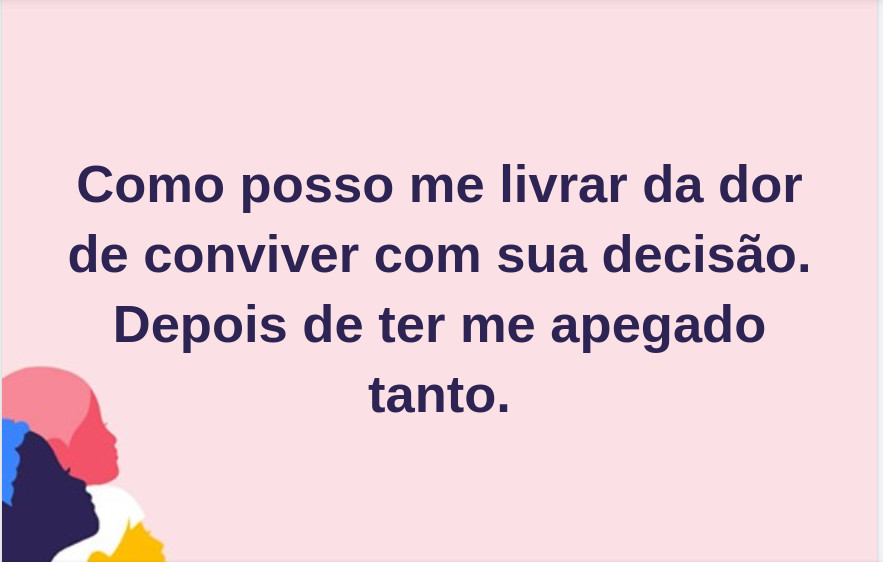 Como posso me livrar da dor
de conviver com sua decisão.
Depois de ter me apegado
tanto.